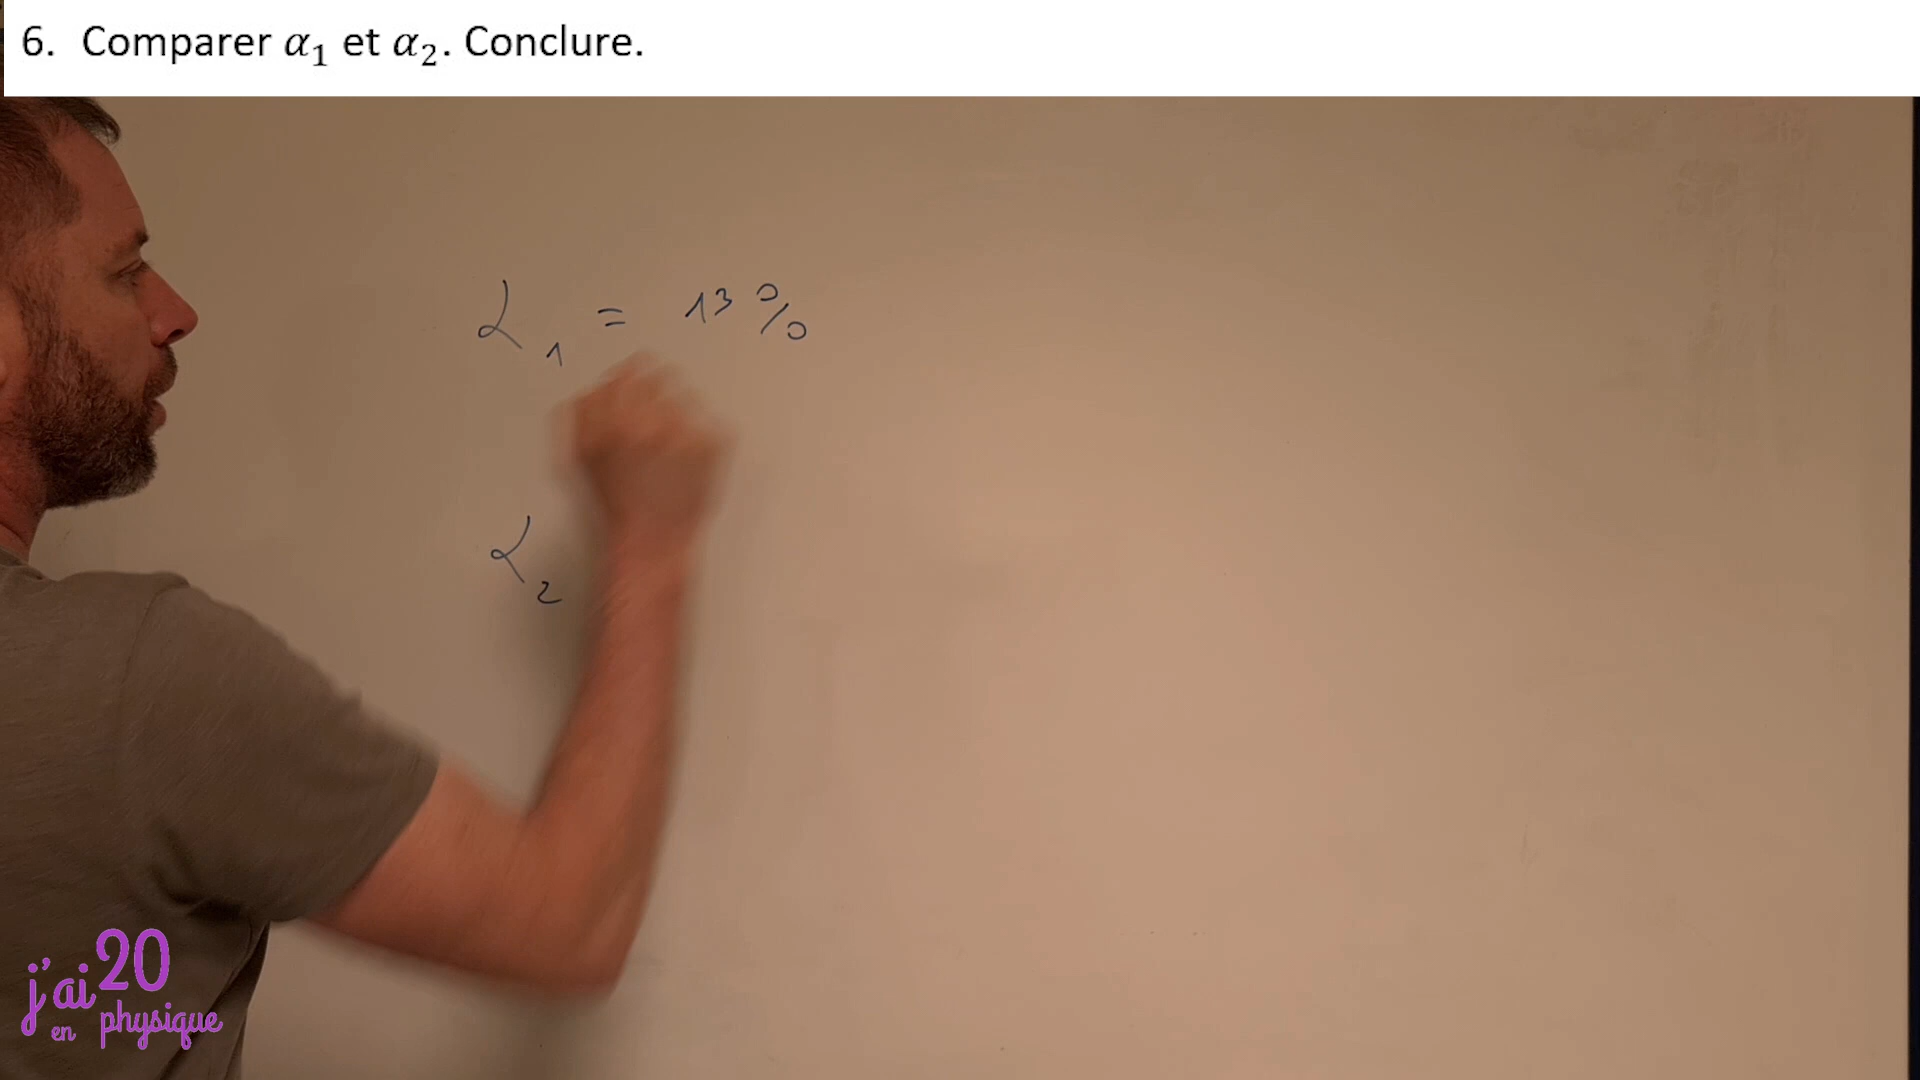 6. Comparer α₁ et α₂. Conclure.
α₁ = 13 %
α₂
j'ai 20
en physique